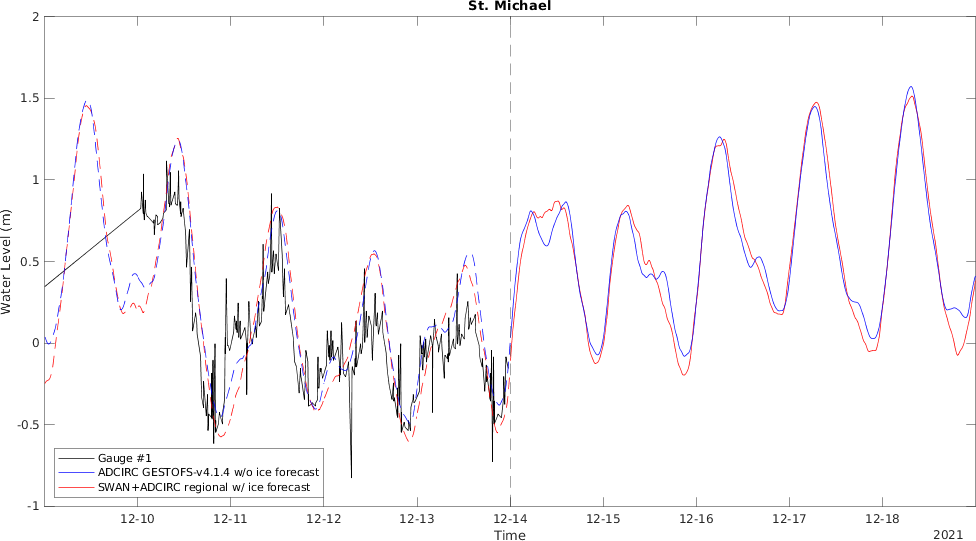 St. Michael
2
1.5
1
0.5
0
-0.5
-1
Water Level (m)
Gauge #1
ADCIRC GESTOFS-v4.1.4 w/o ice forecast
SWAN+ADCIRC regional w/ ice forecast
12-10 12-11 12-12 12-13 12-14 12-15 12-16 12-17 12-18
Time
2021